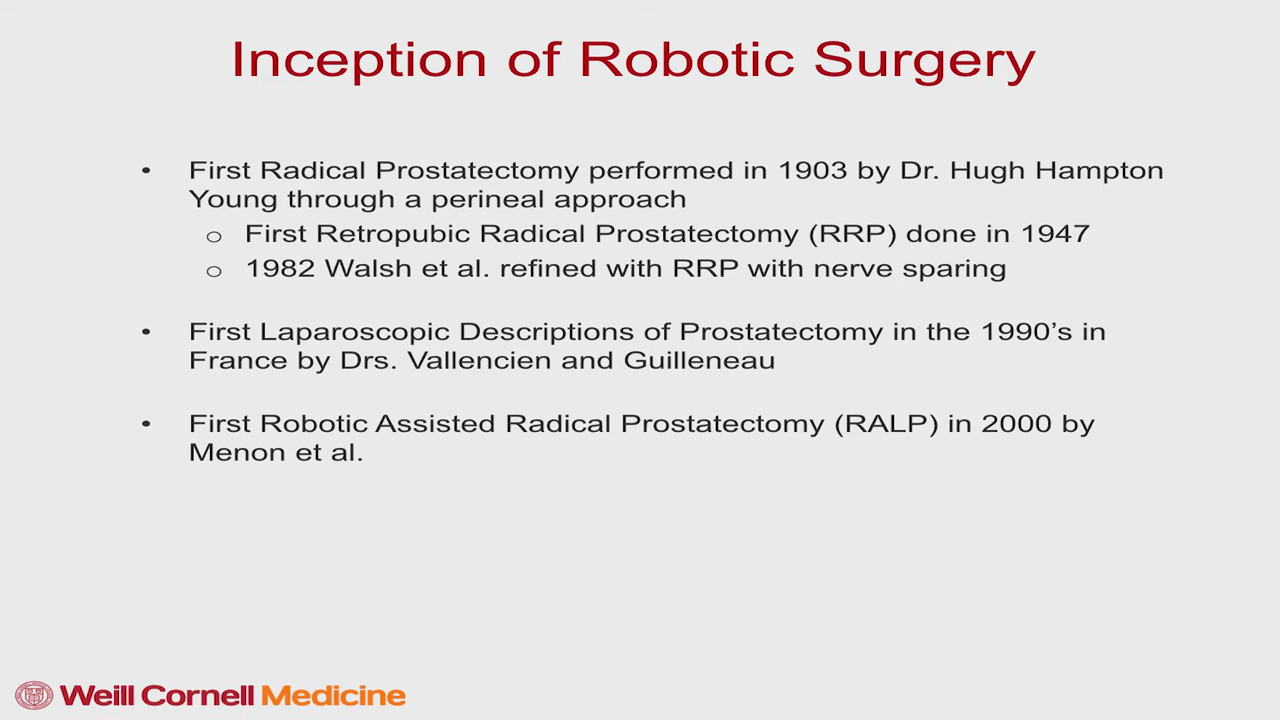 Inception of Robotic Surgery
• First Radical Prostatectomy performed in 1903 by Dr. Hugh Hampton
Young through a perineal approach
o First Retropubic Radical Prostatectomy (RRP) done in 1947
o 1982 Walsh et al. refined with RRP with nerve sparing
• First Laparoscopic Descriptions of Prostatectomy in the 1990’s in
France by Drs. Vallencien and Guilleneau
• First Robotic Assisted Radical Prostatectomy (RALP) in 2000 by
Menon et al.
Weill Cornell Medicine